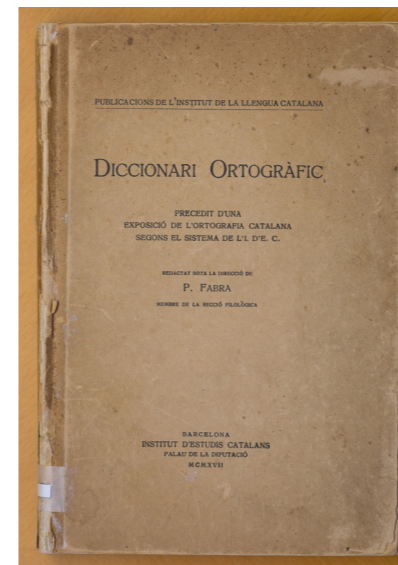 PUBLICACIONS DE L'INSTITUT DE LA LLENGUA CATALANA
DICCIONARI ORTOGRÀFIC
PRECEDIT D'UNA
EXPOSICIÓ DE L'ORTOGRAFIA CATALANA
SEGONS EL SISTEMA DE L'I. D'E. C.
REDACTAT SOTA LA DIRECCIÓ DE
P. FABRA
MEMBRE DE LA SECCIÓ FILOLÒGICA
BARCELONA
INSTITUT D'ESTUDIS CATALANS
PALAU DE LA DIPUTACIÓ
MCMXVII